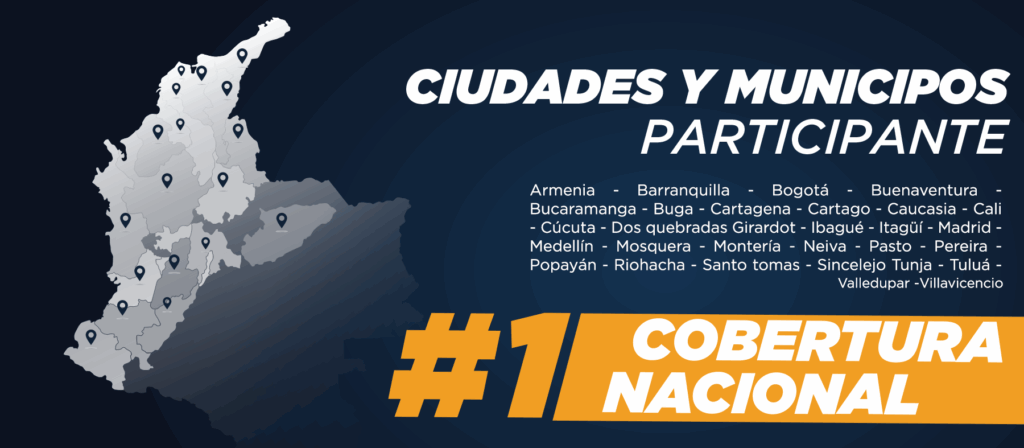 CIUDADES Y MUNICIPOS
PARTICIPANTE
Armenia - Barranquilla - Bogotá - Buenaventura -
Bucaramanga - Buga - Cartagena - Cartago - Caucasia - Cali
- Cúcuta - Dos quebradas Girardot - Ibagué - Itagüí - Madrid -
Medellín - Mosquera - Montería - Neiva - Pasto - Pereira -
Popayán - Riohacha - Santo tomas - Sincelejo Tunja - Tuluá -
Valledupar -Villavicencio
#1 COBERTURA
NACIONAL